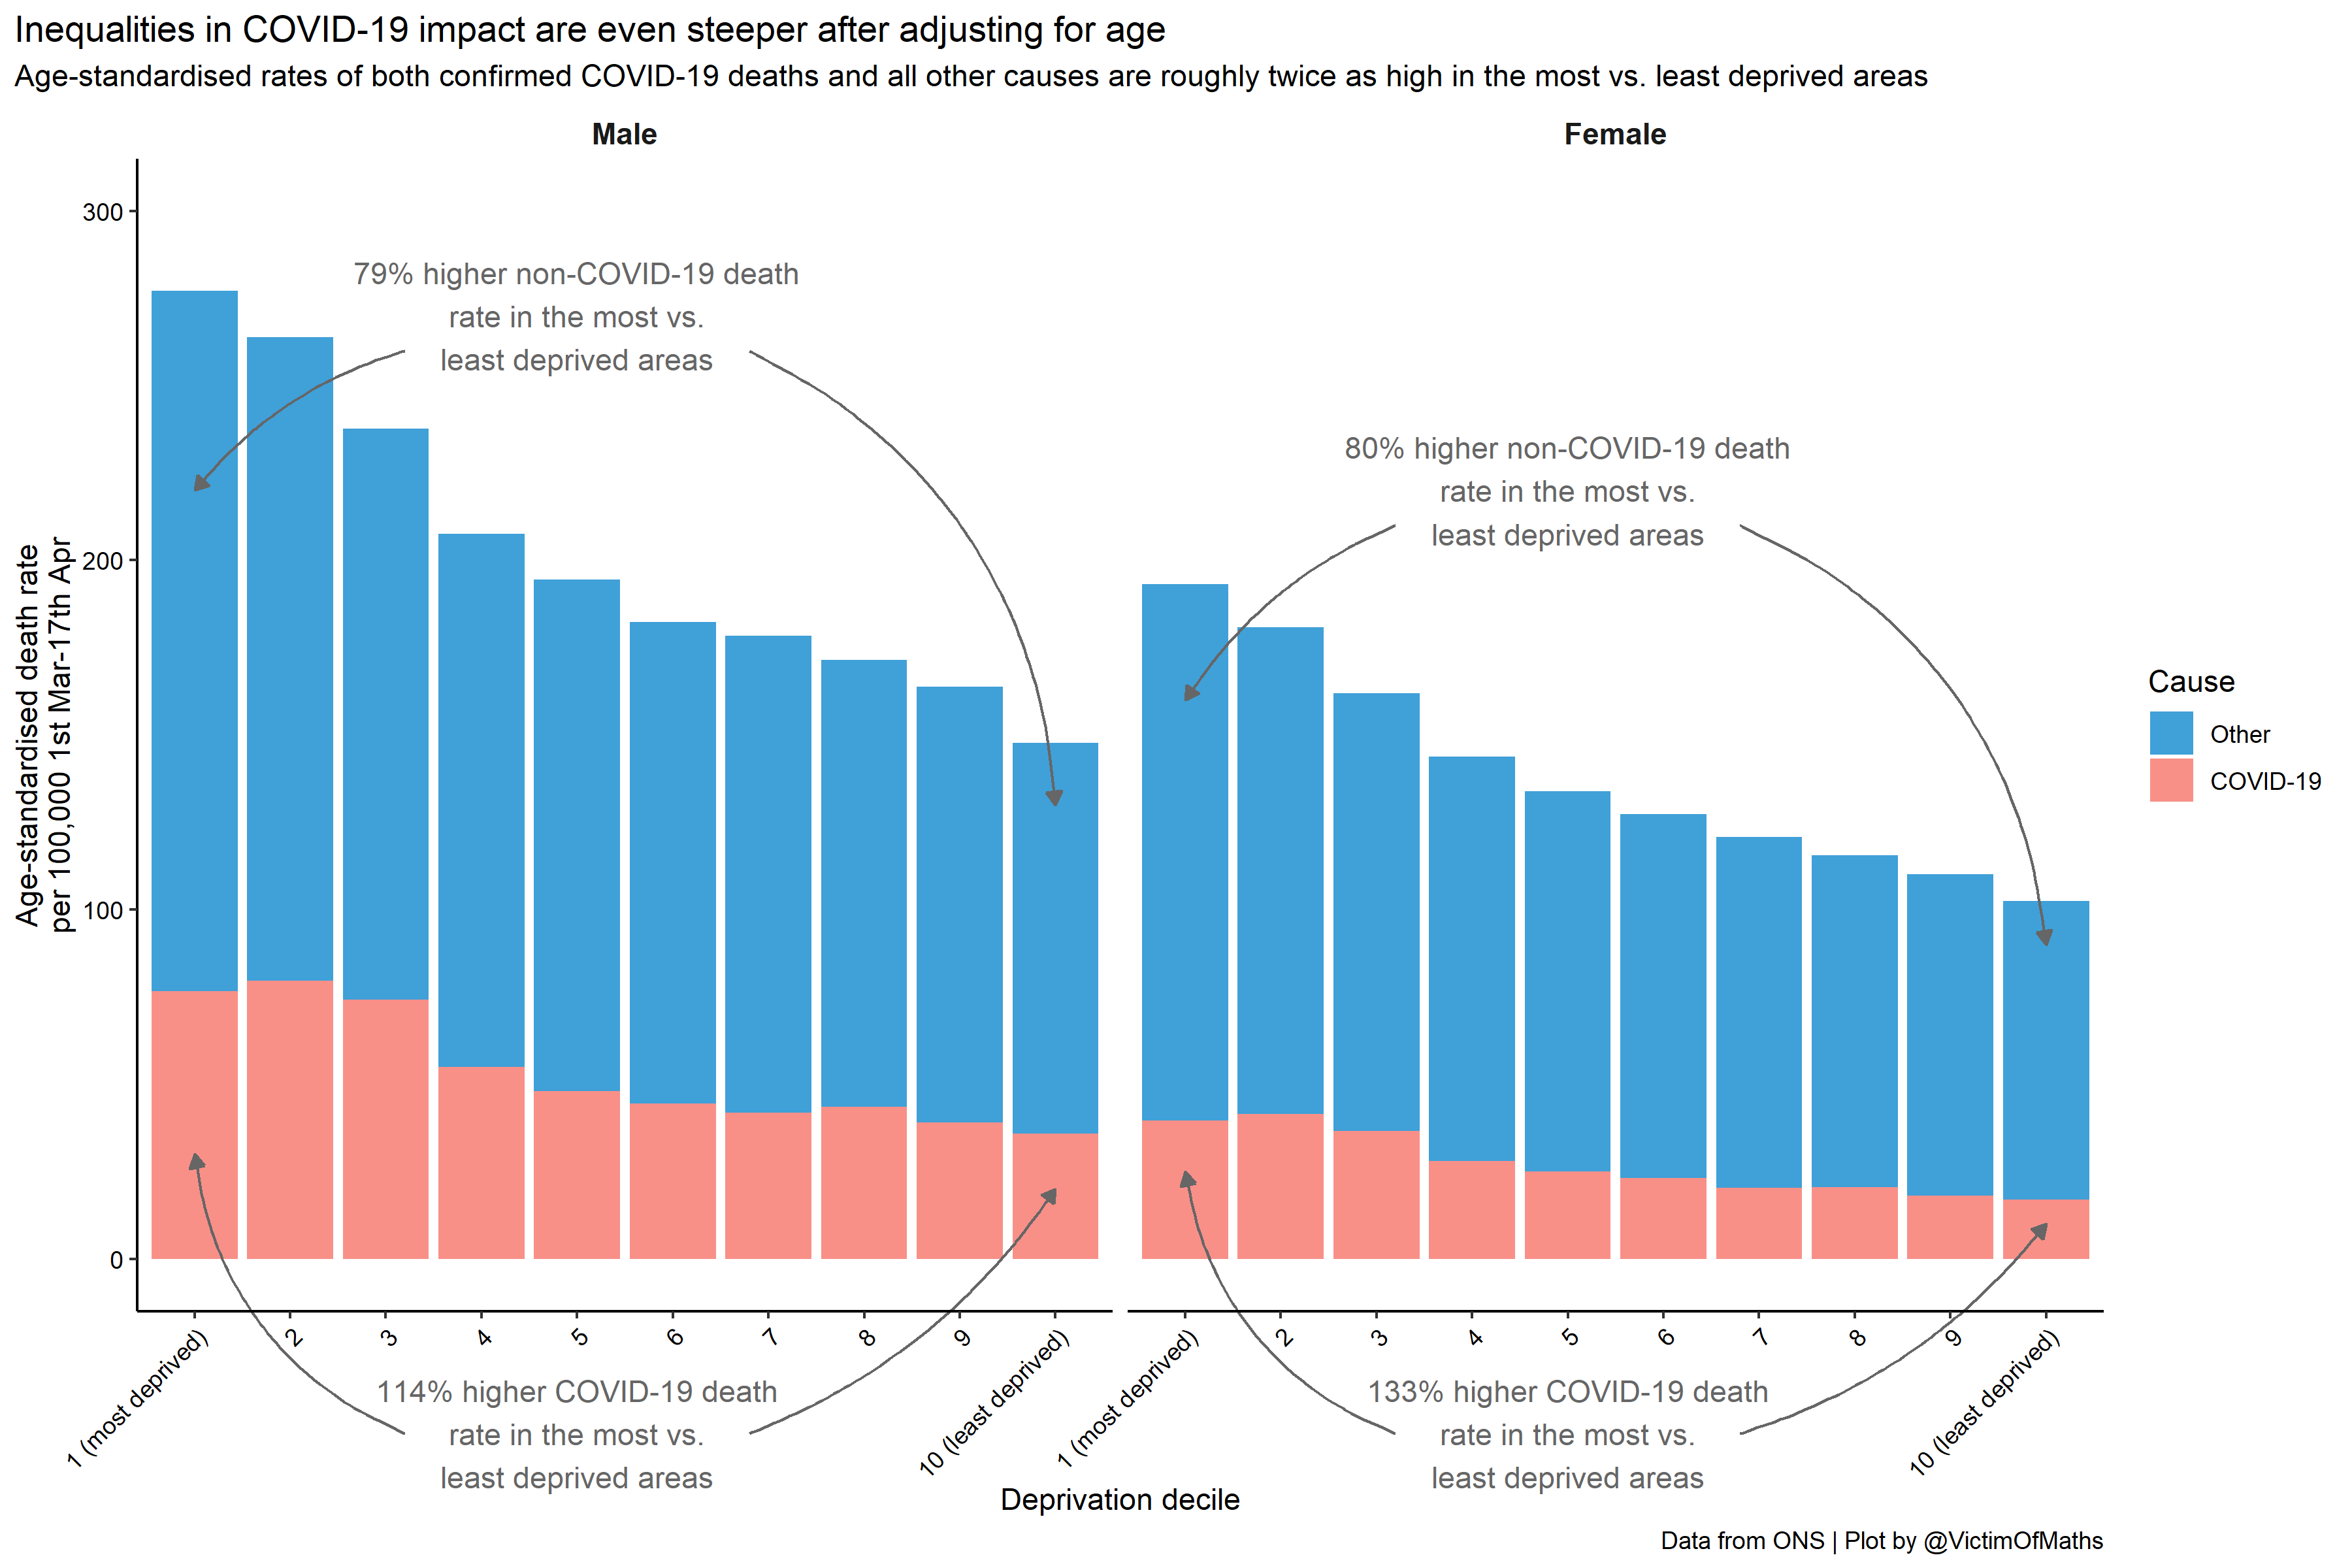 Inequalities in COVID-19 impact are even steeper after adjusting for age
Age-standardised rates of both confirmed COVID-19 deaths and all other causes are roughly twice as high in the most vs. least deprived areas
Male
Female
Age-standardised death rate
per 100,000 1st Mar-17th Apr
300
200
100
0
79% higher non-COVID-19 death
rate in the most vs.
least deprived areas
80% higher non-COVID-19 death
rate in the most vs.
least deprived areas
Cause
Other
COVID-19
1 (most deprived)
2
3
4
5
6
7
8
9
10 (least deprived)
1 (most deprived)
2
3
4
5
6
7
8
9
10 (least deprived)
114% higher COVID-19 death
rate in the most vs.
least deprived areas
133% higher COVID-19 death
rate in the most vs.
least deprived areas
Deprivation decile
Data from ONS | Plot by @VictimOfMaths